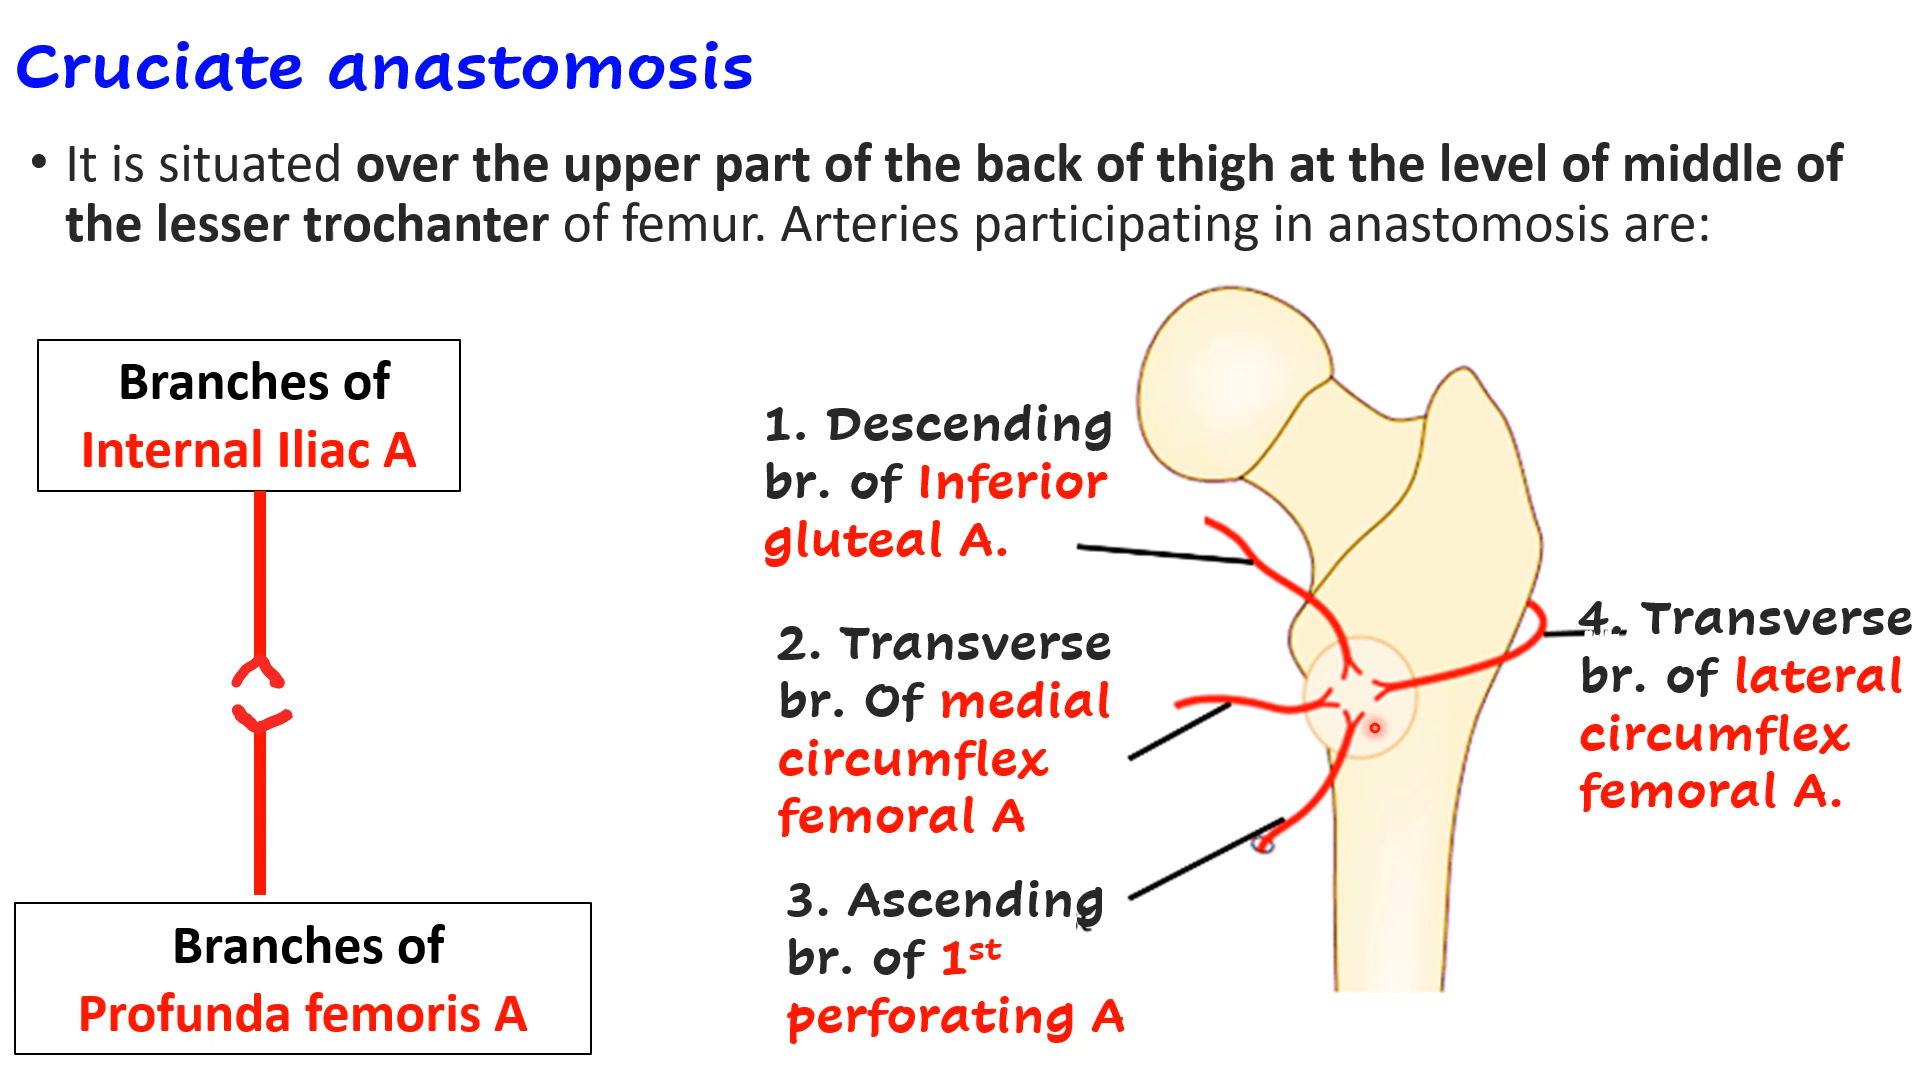 Cruciate anastomosis
• It is situated over the upper part of the back of thigh at the level of middle of
the lesser trochanter of femur. Arteries participating in anastomosis are:
Branches of
Internal Iliac A
Branches of
Profunda femoris A
1. Descending
br. of Inferior
gluteal A.
2. Transverse
br. Of medial
circumflex
femoral A
3. Ascending
br. of 1st
perforating A
4. Transverse
br. of lateral
circumflex
femoral A.